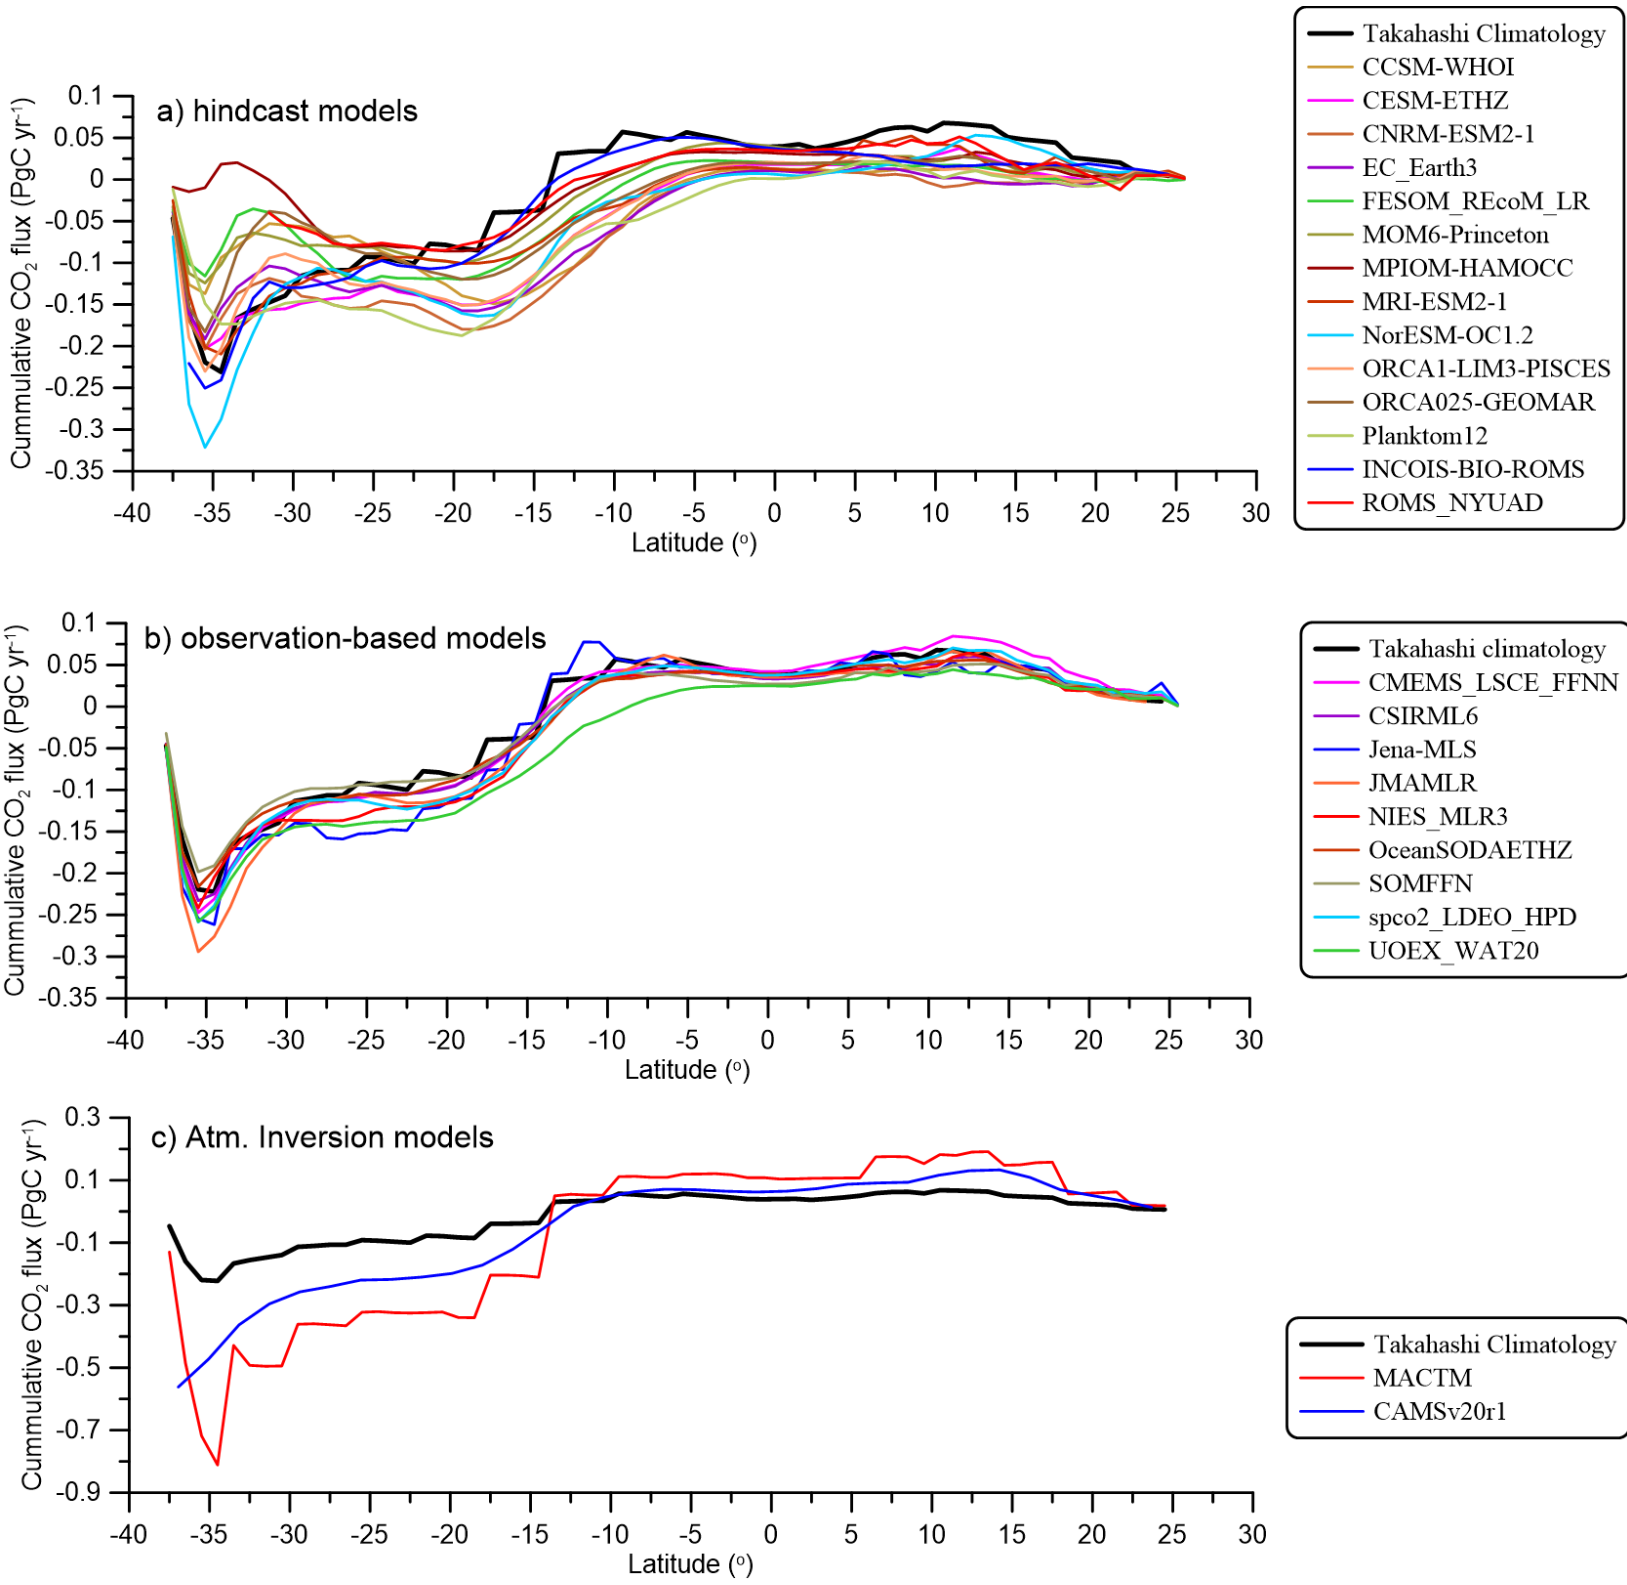 a) hindcast models
Cummulative CO2 flux (PgC yr-1)
0.1
0.05
0
-0.05
-0.1
-0.15
-0.2
-0.25
-0.3
-0.35
-40 -35 -30 -25 -20 -15 -10 -5 0 5 10 15 20 25 30
Latitude (o)
Takahashi Climatology
CCSM-WHOI
CESM-ETHZ
CNRM-ESM2-1
EC_Earth3
FESOM_REcoM_LR
MOM6-Princeton
MPIOM-HAMOCC
MRI-ESM2-1
NorESM-OC1.2
ORCA1-LIM3-PISCES
ORCA025-GEOMAR
Planktom12
INCOIS-BIO-ROMS
ROMS_NYUAD
b) observation-based models
Cummulative CO2 flux (PgC yr-1)
0.1
0.05
0
-0.05
-0.1
-0.15
-0.2
-0.25
-0.3
-0.35
-40 -35 -30 -25 -20 -15 -10 -5 0 5 10 15 20 25 30
Latitude (o)
Takahashi climatology
CMEMS_LSCE_FFNN
CSIRML6
Jena-MLS
JMAMLR
NIES_MLR3
OceanSODAETHZ
SOMFFN
spco2_LDEO_HPD
UOEX_WAT20
c) Atm. Inversion models
Cummulative CO2 flux (PgC yr-1)
0.3
0.1
-0.1
-0.3
-0.5
-0.7
-0.9
-40 -35 -30 -25 -20 -15 -10 -5 0 5 10 15 20 25 30
Latitude (o)
Takahashi Climatology
MACTM
CAMSv20r1